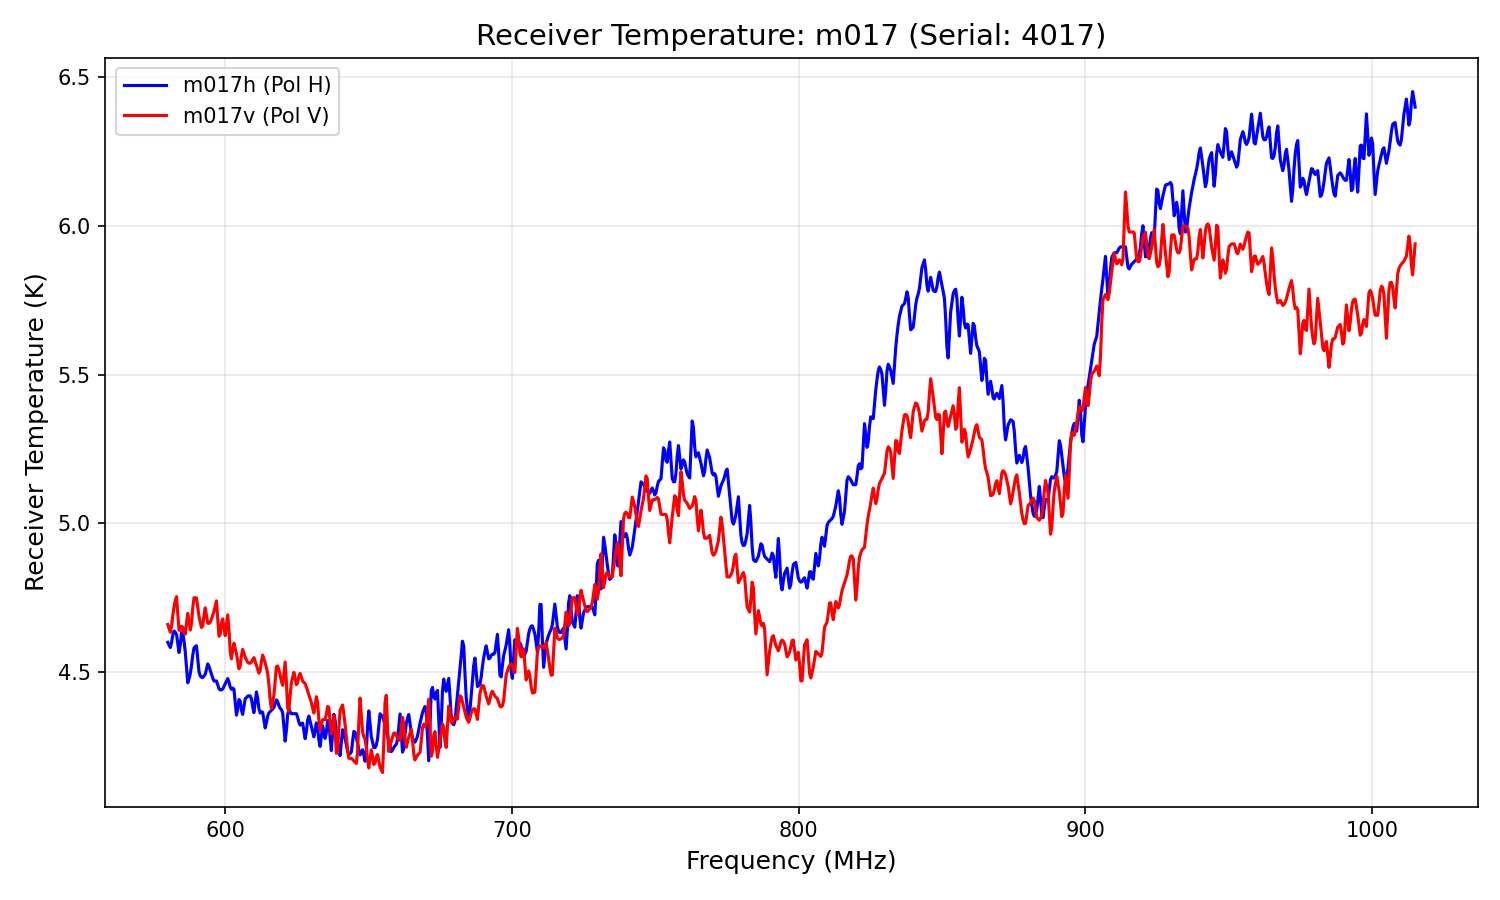 Receiver Temperature: m017 (Serial: 4017)
m017h (Pol H)
m017v (Pol V)
Receiver Temperature (K)
6.5
6.0
5.5
5.0
4.5
600
700
800
900
1000
Frequency (MHz)